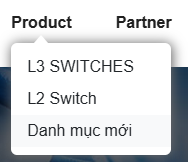 Product Partner
L3 SWITCHES
L2 Switch
Danh mục mới